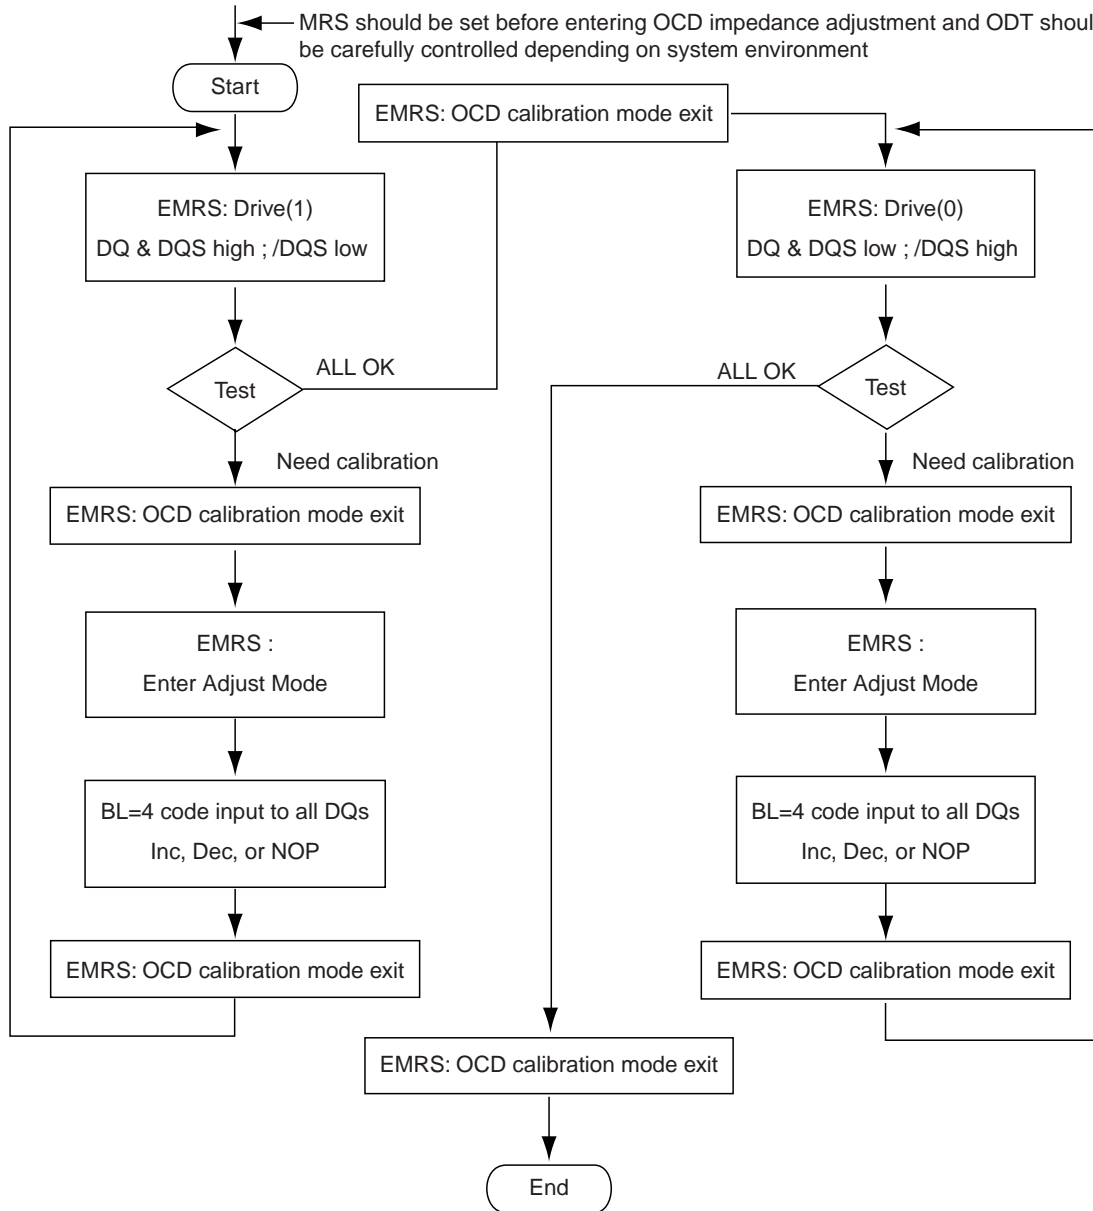 MRS should be set before entering OCD impedance adjustment and ODT shoul
be carefully controlled depending on system environment
Start
EMRS: OCD calibration mode exit
EMRS: Drive(1)
DQ & DQS high ; /DQS low
EMRS: Drive(0)
DQ & DQS low ; /DQS high
ALL OK
Test
ALL OK
Test
Need calibration
Need calibration
EMRS: OCD calibration mode exit
EMRS: OCD calibration mode exit
EMRS :
Enter Adjust Mode
EMRS :
Enter Adjust Mode
BL=4 code input to all DQs
Inc, Dec, or NOP
BL=4 code input to all DQs
Inc, Dec, or NOP
EMRS: OCD calibration mode exit
EMRS: OCD calibration mode exit
EMRS: OCD calibration mode exit
End